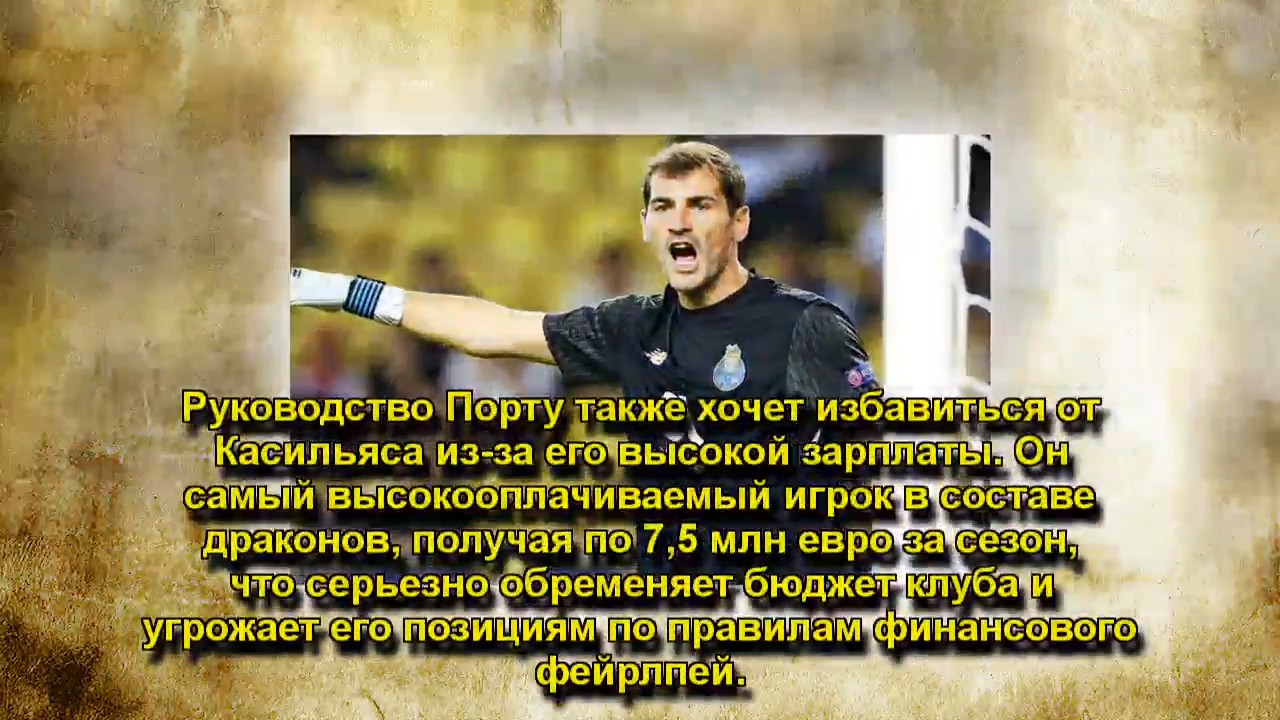 Руководство Порту также хочет избавиться от
Касильяса из-за его высокой зарплаты. Он
самый высокооплачиваемый игрок в составе
драконов, получая по 7,5 млн евро за сезон,
что серьезно обременяет бюджет клуба и
угрожает его позициям по правилам финансового
фейрлпей.